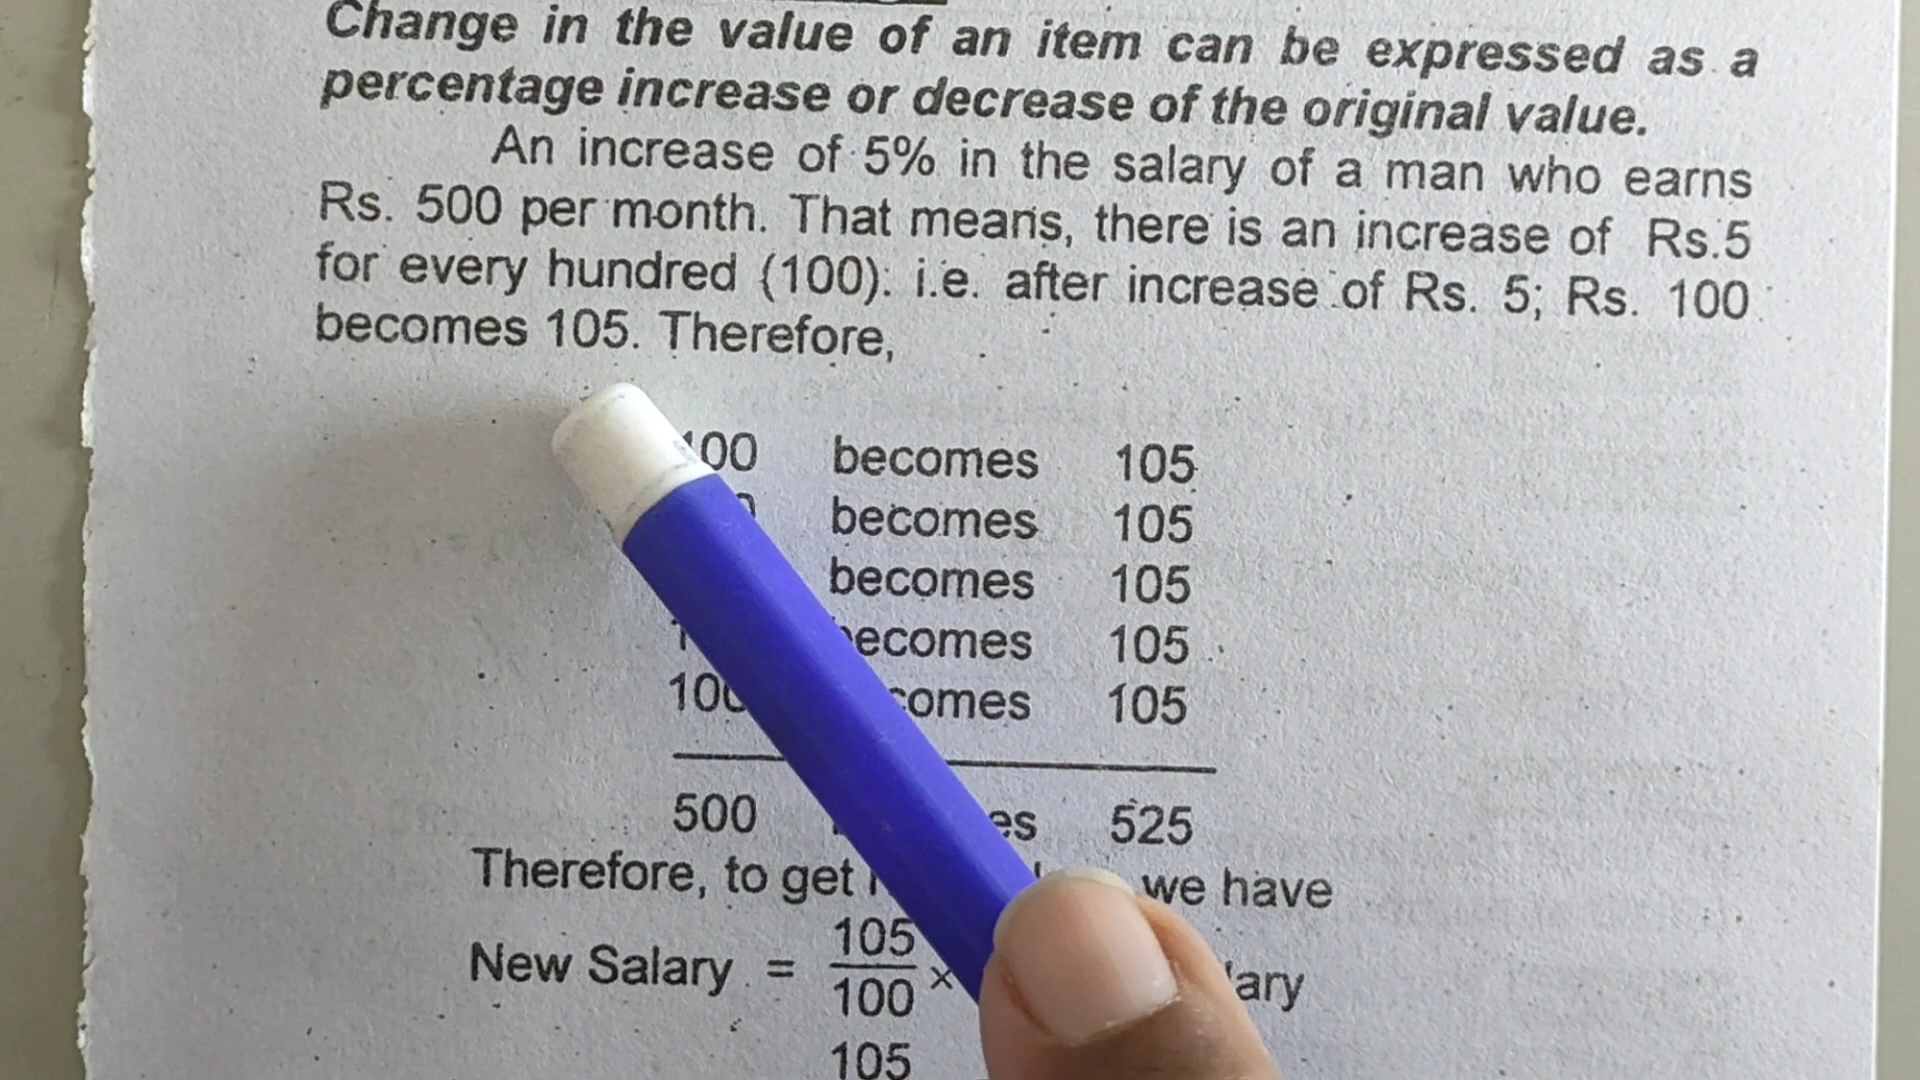 Change in the value of an item can be expressed as a
percentage increase or decrease of the original value.
An increase of 5% in the salary of a man who earns
Rs. 500 per month. That means, there is an increase of Rs.5
for every hundred (100). i.e. after increase of Rs. 5; Rs. 100
becomes 105. Therefore,
100 becomes 105
becomes 105
becomes 105
becomes 105
100 becomes 105
500 525
Therefore, to get we have
New Salary = 105
100 ×
105